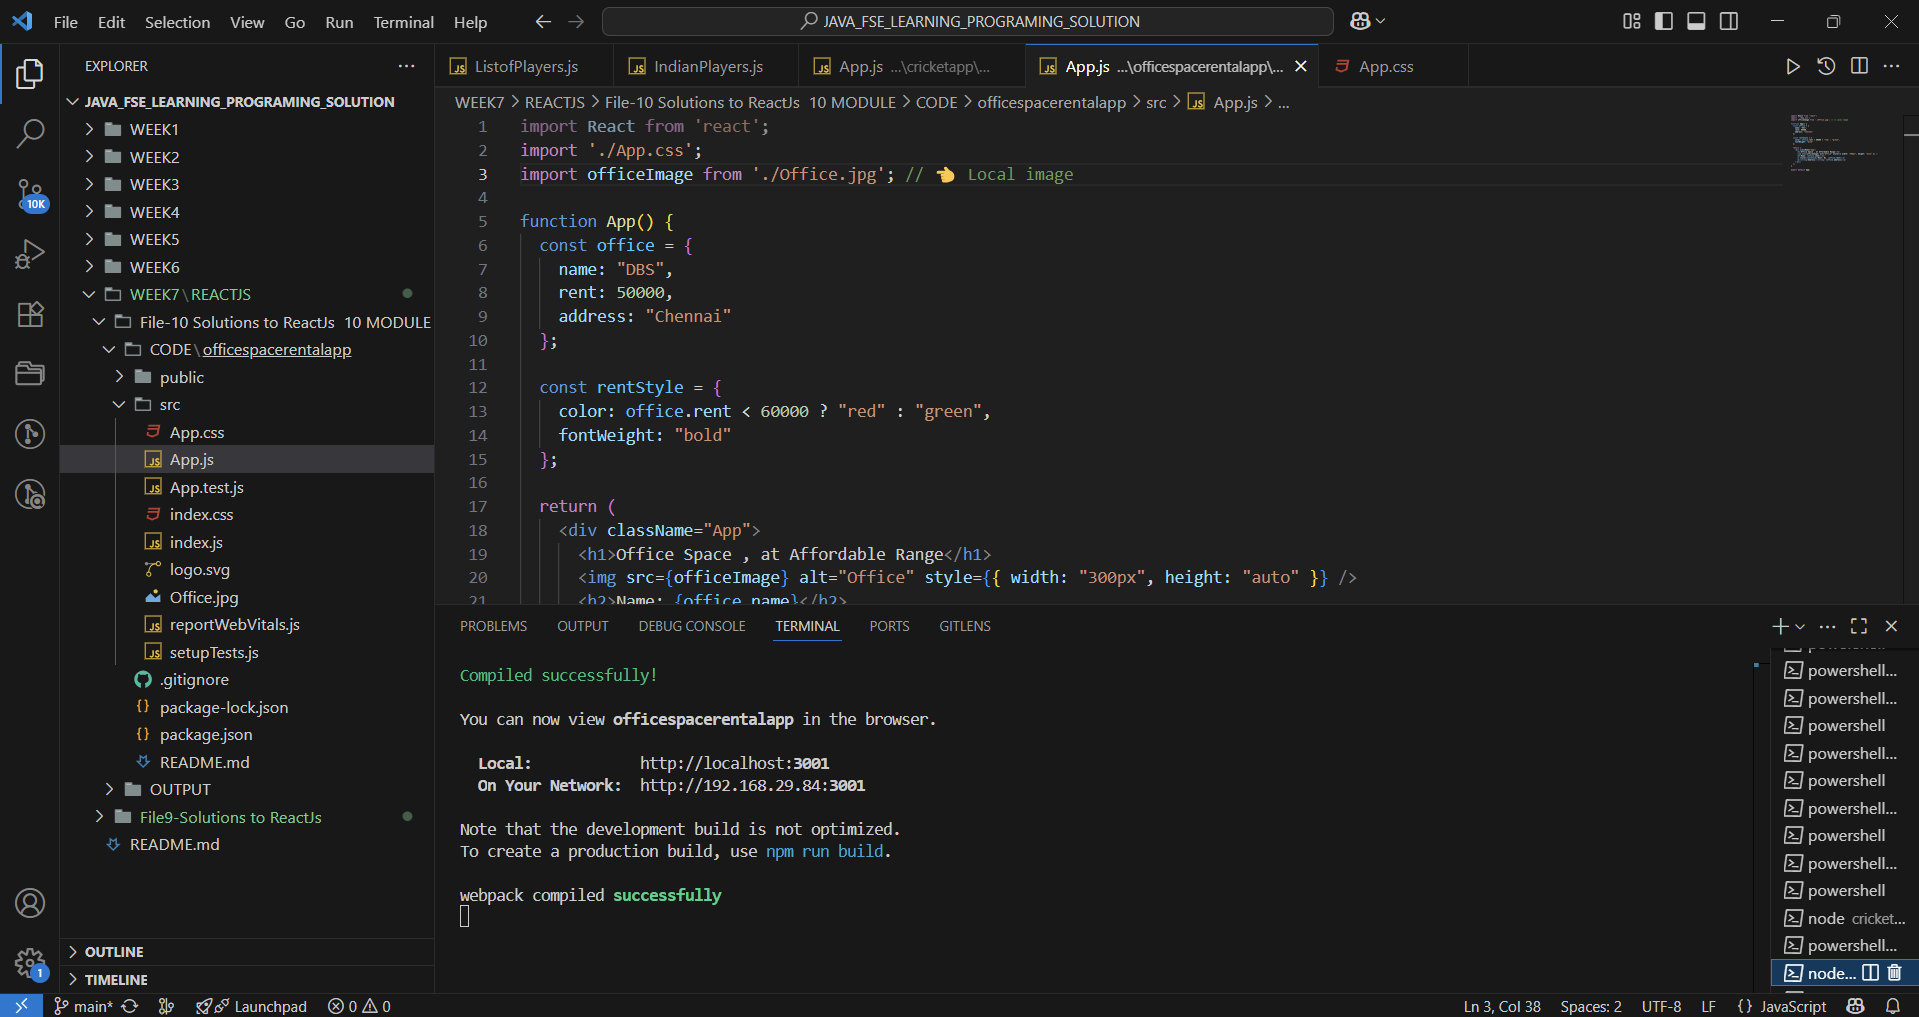 File Edit Selection View Go Run Terminal Help
JAVA_FSE_LEARNING_PROGRAMING_SOLUTION
EXPLORER
JAVA_FSE_LEARNING_PROGRAMING_SOLUTION
WEEK1
WEEK2
WEEK3
10K
WEEK4
WEEK5
WEEK6
WEEK7\REACTJS
File-10 Solutions to ReactJs 10 MODULE
CODE\officespacerentalapp
public
src
App.css
App.js
App.test.js
index.css
index.js
logo.svg
Office.jpg
reportWebVitals.js
setupTests.js
.gitignore
package-lock.json
package.json
README.md
OUTPUT
File9-Solutions to ReactJs
README.md
OUTLINE
1
TIMELINE
ListofPlayers.js IndianPlayers.js App.js ...\cricketapp\... App.js ...\officespacerentalapp\... App.css
WEEK7 > REACTJS > File-10 Solutions to ReactJs 10 MODULE > CODE > officespacerentalapp > src > App.js > ...
1 import React from 'react';
2 import './App.css';
3 import officeImage from './Office.jpg'; // 👈 Local image
4
5 function App() {
6 const office = {
7 name: "DBS",
8 rent: 50000,
9 address: "Chennai"
10 };
11
12 const rentStyle = {
13 color: office.rent < 60000 ? "red" : "green",
14 fontWeight: "bold"
15 };
16
17 return (
18 <div className="App">
19 <h1>Office Space , at Affordable Range</h1>
20 <img src={officeImage} alt="Office" style={{ width: "300px", height: "auto" }} />
21 <h2>Name: {office.name}</h2>
PROBLEMS OUTPUT DEBUG CONSOLE TERMINAL PORTS GITLENS
Compiled successfully!
You can now view officespacerentalapp in the browser.
Local: http://localhost:3001
On Your Network: http://192.168.29.84:3001
Note that the development build is not optimized.
To create a production build, use npm run build.
webpack compiled successfully
powershell...
powershell...
powershell
powershell...
powershell
powershell...
powershell
powershell...
powershell
node cricket...
powershell...
node...
main* Launchpad 0 0 Ln 3, Col 38 Spaces: 2 UTF-8 LF {} JavaScript